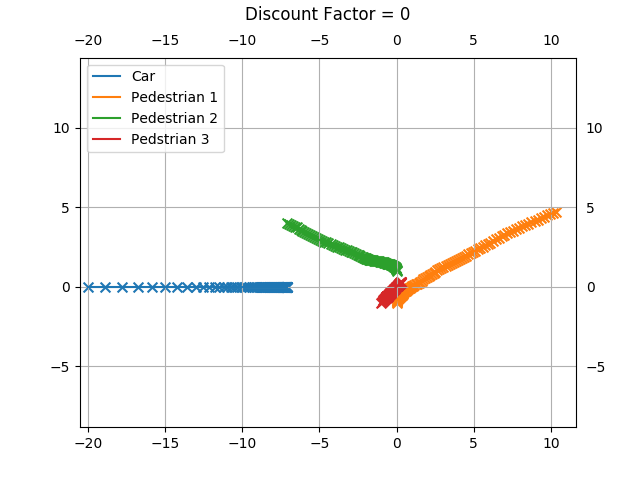 Discount Factor = 0
−20 −15 −10 −5 0 5 10
Car
Pedestrian 1
Pedestrian 2
Pedstrian 3
10 10
5 5
0 0
−5 −5
−20 −15 −10 −5 0 5 10